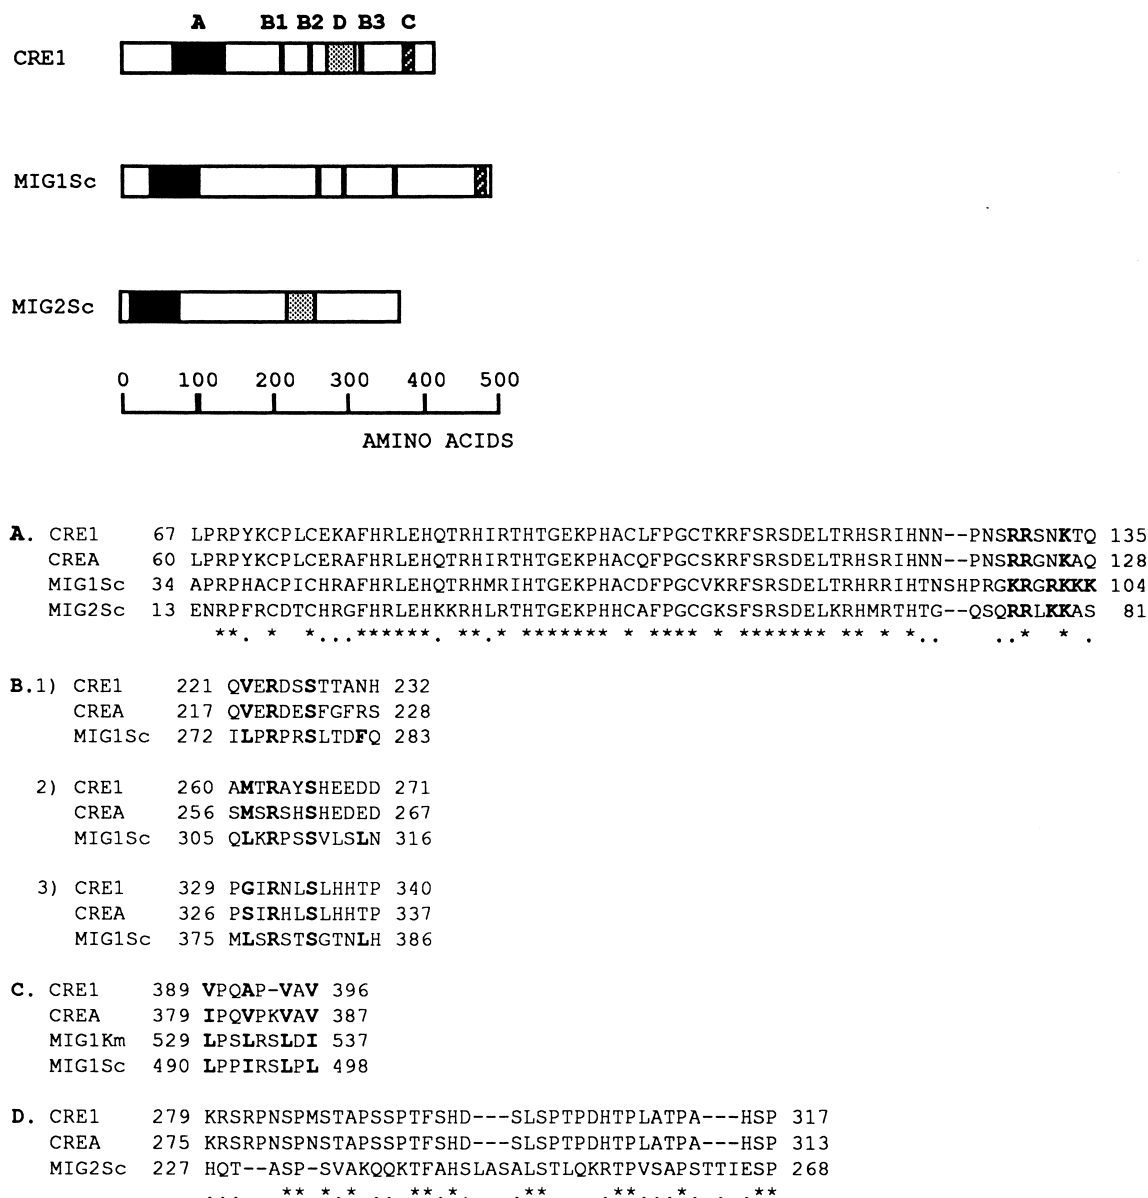 A B1 B2 D B3 C
CRE1
MIG1Sc
MIG2Sc
0 100 200 300 400 500
AMINO ACIDS
A. CRE1 67 LPRPYKCPLCEKAFHRLEHQTRHIRTHTGEKPHACLFPGCTKRFSRSDELTRHSRIHNN--PNSRRSNKTQ 135
CREA 60 LPRPYKCPLCERAFHRLEHQTRHIRTHTGEKPHACQFPGCTKRFSRSDELTRHSRIHNN--PNSRRGNKAQ 128
MIG1Sc 34 APRPHACPICHRAFHRLEHQTRHMRIHTGEKPHACDFPGCVKRFSRSDELTRHRRIHTNSHPRGKRGRKKK 104
MIG2Sc 13 ENRPFRCDTCHRGFHRLEHKKRHLRTHTGEKPHHCAFPGCGKSFSRSDELKRHMRTHTG--QSQRRLKKAS 81
**. * *...******. **.* ******* * **** * ******* ** * *.. ..* * .
B.1) CRE1 221 QVERDSSTTANH 232
CREA 217 QVERDESFGFRS 228
MIG1Sc 272 ILPRPRSLTDFQ 283
2) CRE1 260 AMTRAYSHEEDD 271
CREA 256 SMSRSHSHEDED 267
MIG1Sc 305 QLKRPSSVLSLN 316
3) CRE1 329 PGIRNLSLHHTP 340
CREA 326 PSIRHLSLHHTP 337
MIG1Sc 375 MLSRSTSGTNLH 386
C. CRE1 389 VPQAP-VAV 396
CREA 379 IPQVPKVAV 387
MIG1Km 529 LPSLRSLDI 537
MIG1Sc 490 LPPIRSLPL 498
D. CRE1 279 KRSRPNSPMSTAPSSPTFSHD---SLSPTPDHTPLATPA---HSP 317
CREA 275 KRSRPNSPNSTAPSSPTFSHD---SLSPTPDHTPLATPA---HSP 313
MIG2Sc 227 HQT--ASP-SVAKQQKTFAHSLASALSTLQKRTPVSAPSTTIESP 268
... ** *.* .. **.* ..** . .**...*. . .**